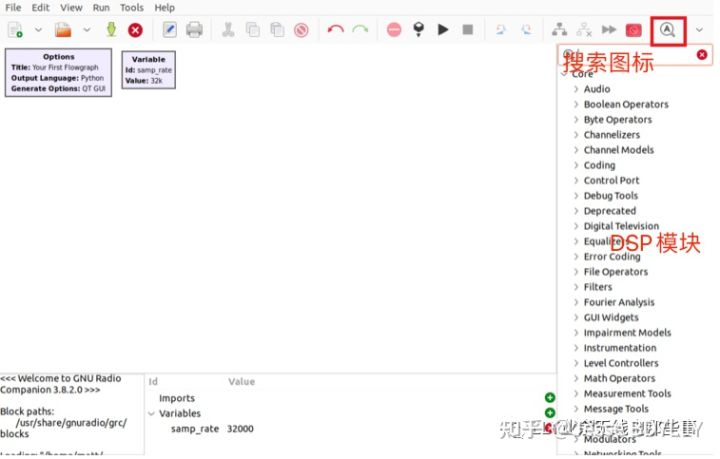 File Edit View Run Tools Help
Options
Title: Your First Flowgraph
Output Language: Python
Generate Options: QT GUI
Variable
Id: samp_rate
Value: 32k
搜索图标
Core
Audio
Boolean Operators
Byte Operators
Channelizers
Channel Models
Coding
Control Port
Debug Tools
Deprecated
Digital Television
DSP 模块
Equalizers
Error Coding
File Operators
Filters
Fourier Analysis
GUI Widgets
Impairment Models
Instrumentation
Level Controllers
Math Operators
Measurement Tools
Message Tools
Modulators
Networking Tools
<<< Welcome to GNU Radio
Companion 3.8.2.0 >>>
Block paths:
/usr/share/gnuradio/grc/
blocks
Id Value
Imports
Variables
samp_rate 32000
知乎